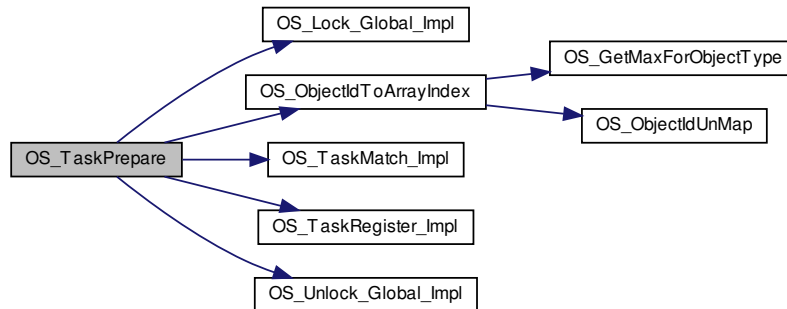 OS_Lock_Global_Impl
OS_GetMaxForObjectType
OS_ObjectIdToArrayIndex
OS_ObjectIdUnMap
OS_TaskPrepare
OS_TaskMatch_Impl
OS_TaskRegister_Impl
OS_Unlock_Global_Impl